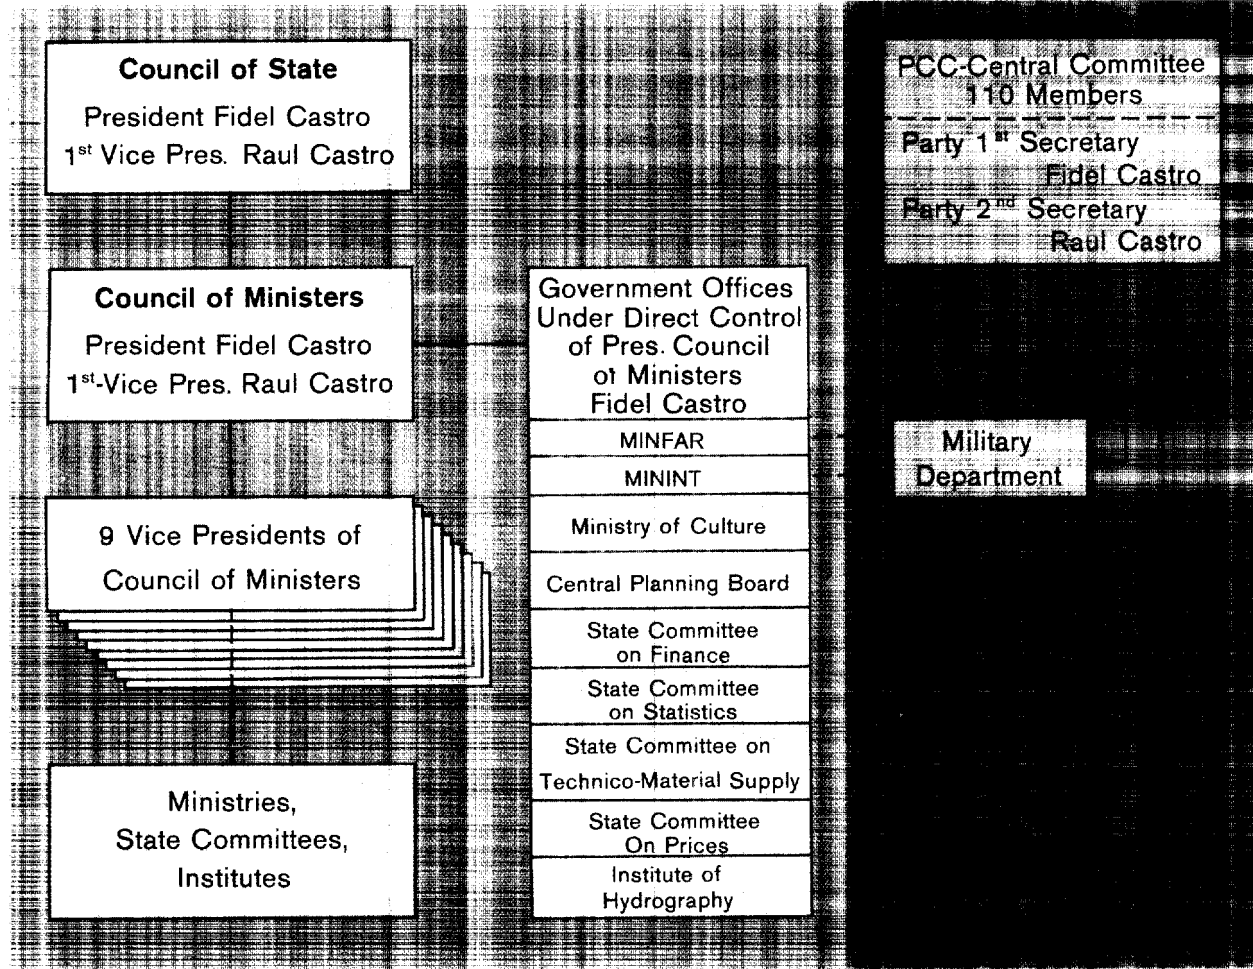 Council of State
President Fidel Castro
1st Vice Pres. Raul Castro
Council of Ministers
President Fidel Castro
1st-Vice Pres. Raul Castro
9 Vice Presidents of
Council of Ministers
Ministries,
State Committees,
Institutes
Government Offices
Under Direct Control
of Pres. Council
of Ministers
Fidel Castro
MINFAR
MININT
Ministry of Culture
Central Planning Board
State Committee
on Finance
State Committee
on Statistics
State Committee on
Technico-Material Supply
State Committee
On Prices
Institute of
Hydrography
PCC-Central Committee
110 Members
Party 1st Secretary
Fidel Castro
Party 2nd Secretary
Raul Castro
Military
Department